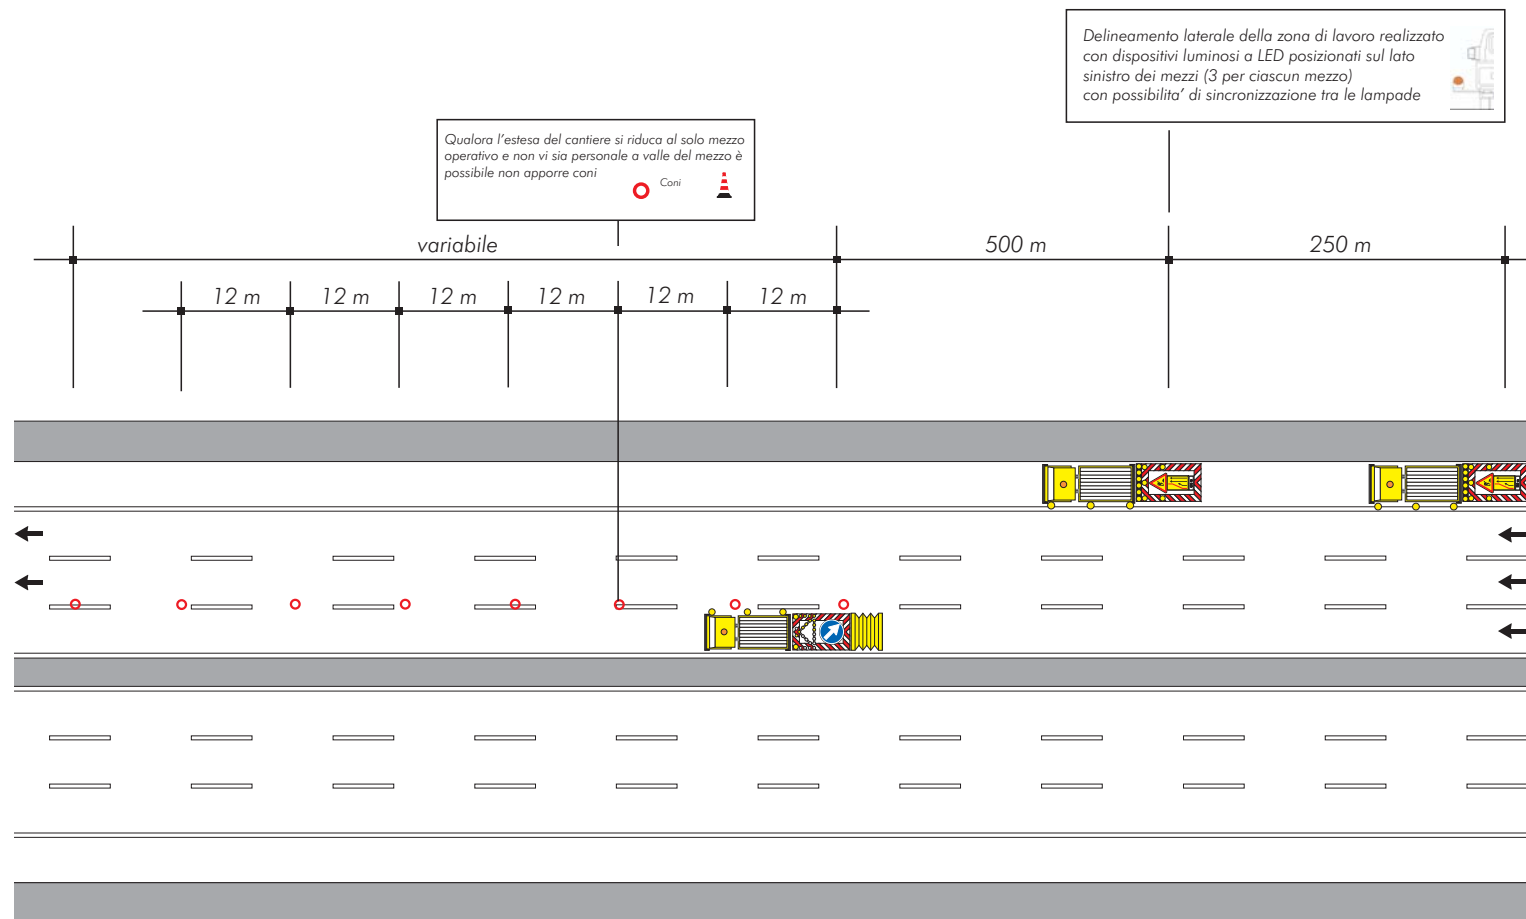 Delineamento laterale della zona di lavoro realizzato
con dispositivi luminosi a LED posizionati sul lato
sinistro dei mezzi (3 per ciascun mezzo)
con possibilita' di sincronizzazione tra le lampade
Qualora l'estesa del cantiere si riduca al solo mezzo
operativo e non vi sia personale a valle del mezzo è
possibile non apporre coni
Coni
variabile
500 m
250 m
12 m
12 m
12 m
12 m
12 m
12 m